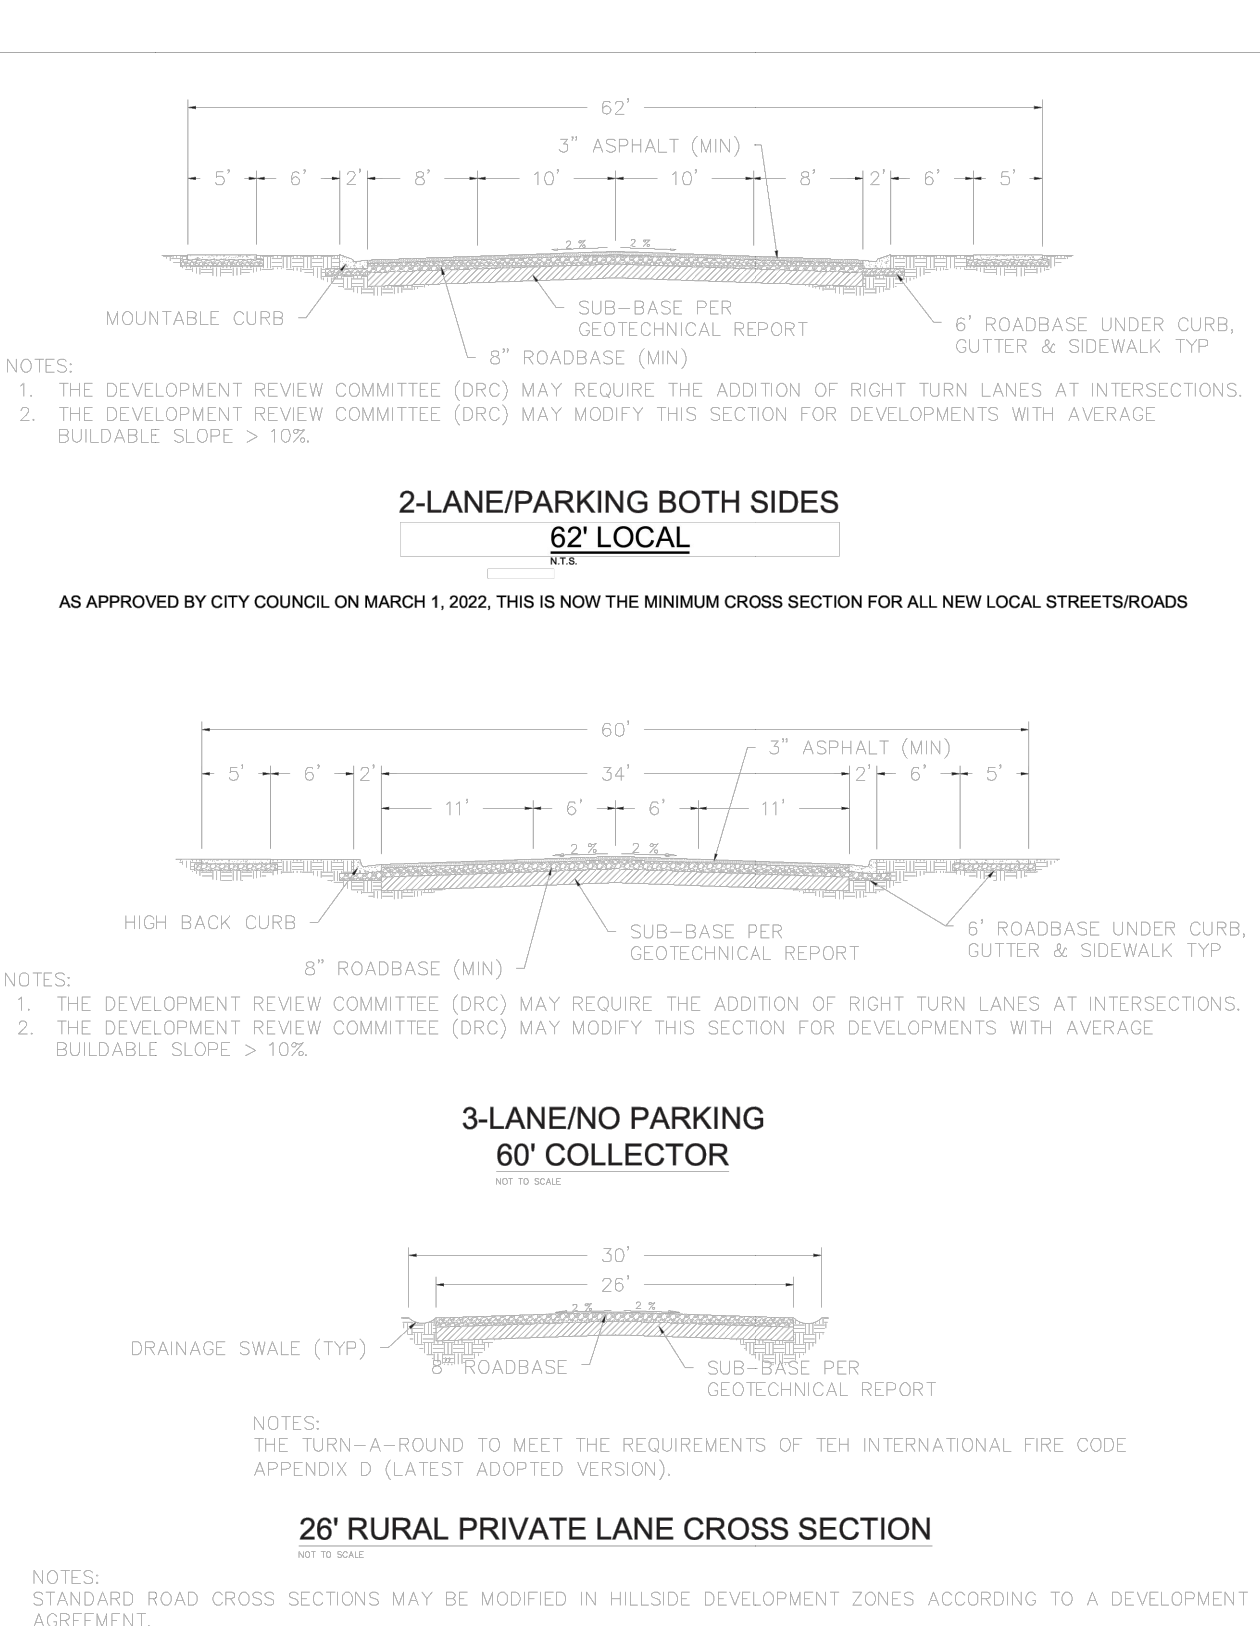 62'
3" ASPHALT (MIN)
5' 6' 2' 8' 10' 10' 8' 2' 6' 5'
2 % 2 %
MOUNTABLE CURB
SUB-BASE PER
GEOTECHNICAL REPORT
8" ROADBASE (MIN)
6' ROADBASE UNDER CURB,
GUTTER & SIDEWALK TYP
NOTES:
1. THE DEVELOPMENT REVIEW COMMITTEE (DRC) MAY REQUIRE THE ADDITION OF RIGHT TURN LANES AT INTERSECTIONS.
2. THE DEVELOPMENT REVIEW COMMITTEE (DRC) MAY MODIFY THIS SECTION FOR DEVELOPMENTS WITH AVERAGE
BUILDABLE SLOPE > 10%.
2-LANE/PARKING BOTH SIDES
62' LOCAL
N.T.S.
AS APPROVED BY CITY COUNCIL ON MARCH 1, 2022, THIS IS NOW THE MINIMUM CROSS SECTION FOR ALL NEW LOCAL STREETS/ROADS
60'
3" ASPHALT (MIN)
5' 6' 2' 34' 2' 6' 5'
11' 6' 6' 11'
2 % 2 %
HIGH BACK CURB
SUB-BASE PER
GEOTECHNICAL REPORT
8" ROADBASE (MIN)
6' ROADBASE UNDER CURB,
GUTTER & SIDEWALK TYP
NOTES:
1. THE DEVELOPMENT REVIEW COMMITTEE (DRC) MAY REQUIRE THE ADDITION OF RIGHT TURN LANES AT INTERSECTIONS.
2. THE DEVELOPMENT REVIEW COMMITTEE (DRC) MAY MODIFY THIS SECTION FOR DEVELOPMENTS WITH AVERAGE
BUILDABLE SLOPE > 10%.
3-LANE/NO PARKING
60' COLLECTOR
NOT TO SCALE
30'
26'
2 % 2 %
DRAINAGE SWALE (TYP)
8" ROADBASE
SUB-BASE PER
GEOTECHNICAL REPORT
NOTES:
THE TURN-A-ROUND TO MEET THE REQUIREMENTS OF TEH INTERNATIONAL FIRE CODE
APPENDIX D (LATEST ADOPTED VERSION).
26' RURAL PRIVATE LANE CROSS SECTION
NOT TO SCALE
NOTES:
STANDARD ROAD CROSS SECTIONS MAY BE MODIFIED IN HILLSIDE DEVELOPMENT ZONES ACCORDING TO A DEVELOPMENT
AGREEMENT.